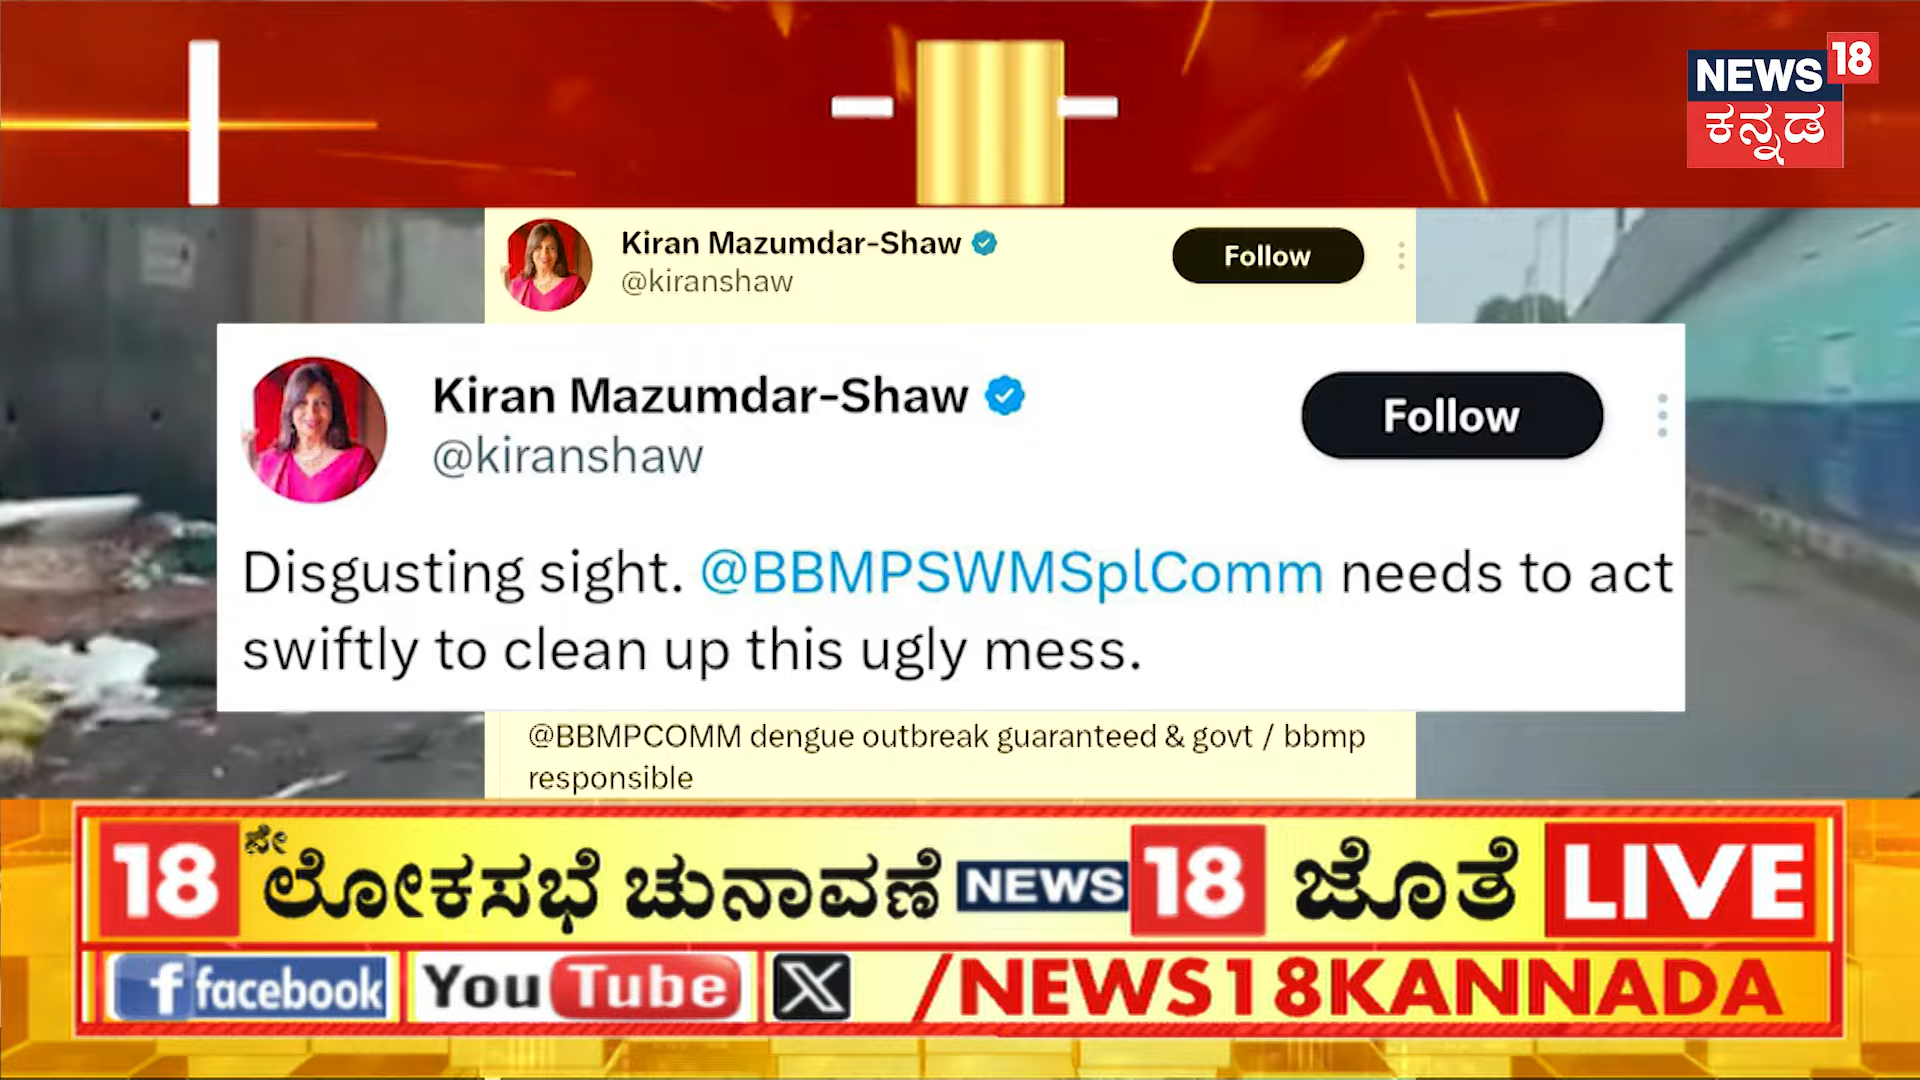 NEWS 18
ಕನ್ನಡ
Kiran Mazumdar-Shaw
@kiranshaw
Follow
Kiran Mazumdar-Shaw
@kiranshaw
Follow
Disgusting sight. @BBMPSWMSplComm needs to act
swiftly to clean up this ugly mess.
@BBMPCOMM dengue outbreak guaranteed & govt / bbmp
responsible
18 ಮೇ ಲೋಕಸಭೆ ಚುನಾವಣೆ NEWS 18 ಜೊತೆ LIVE
facebook YouTube X /NEWS18KANNADA